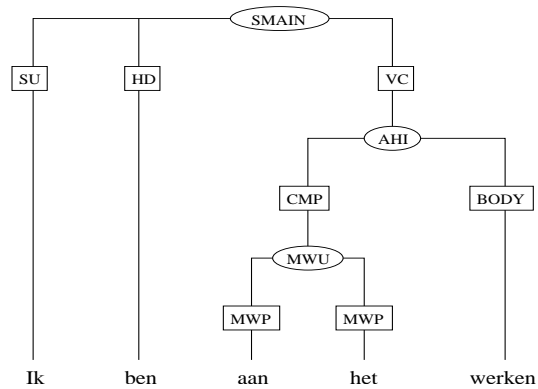 SMAIN
SU HD VC
AHI
CMP BODY
MWU
MWP MWP
Ik ben aan het werken